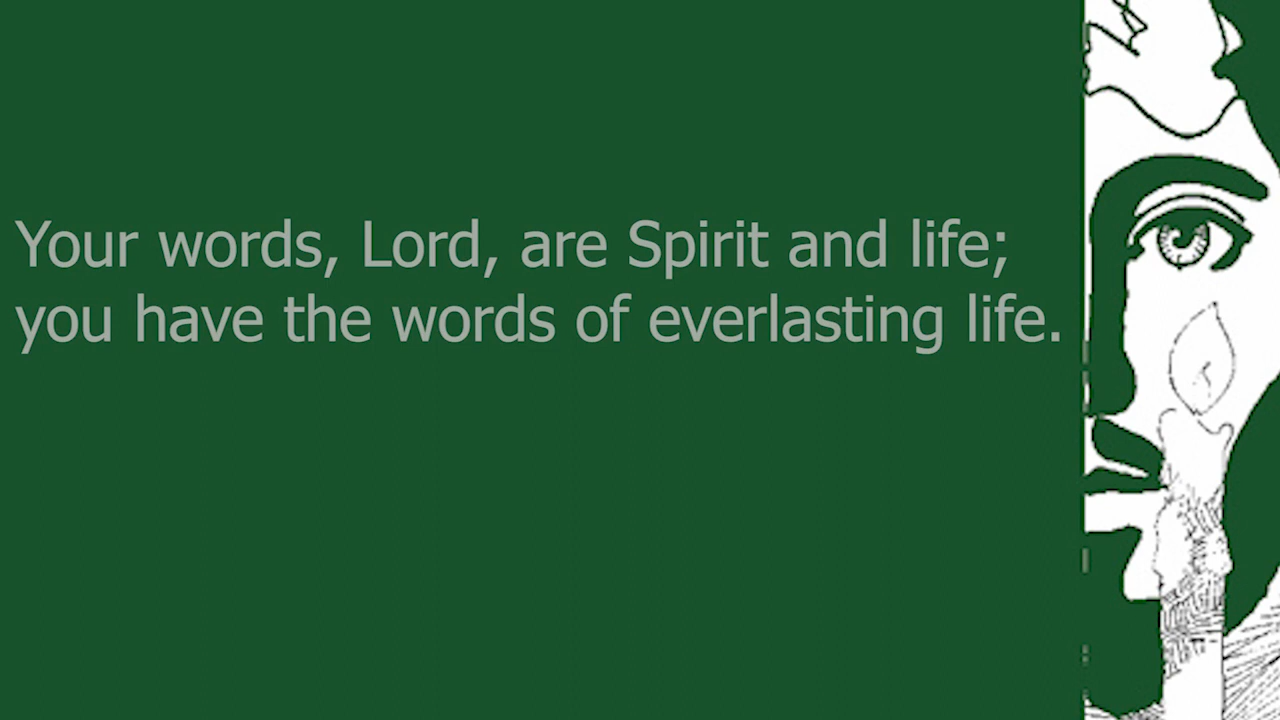 Your words, Lord, are Spirit and life;
you have the words of everlasting life.